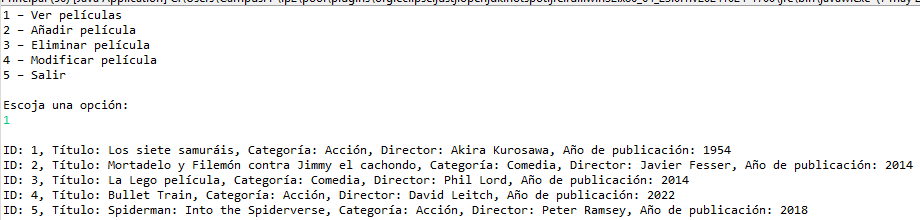 1 - Ver películas
2 - Añadir película
3 - Eliminar película
4 - Modificar película
5 - Salir
Escoja una opción:
1
ID: 1, Título: Los siete samuráis, Categoría: Acción, Director: Akira Kurosawa, Año de publicación: 1954
ID: 2, Título: Mortadelo y Filemón contra Jimmy el cachondo, Categoría: Comedia, Director: Javier Fesser, Año de publicación: 2014
ID: 3, Título: La Lego película, Categoría: Comedia, Director: Phil Lord, Año de publicación: 2014
ID: 4, Título: Bullet Train, Categoría: Acción, Director: David Leitch, Año de publicación: 2022
ID: 5, Título: Spiderman: Into the Spiderverse, Categoría: Acción, Director: Peter Ramsey, Año de publicación: 2018